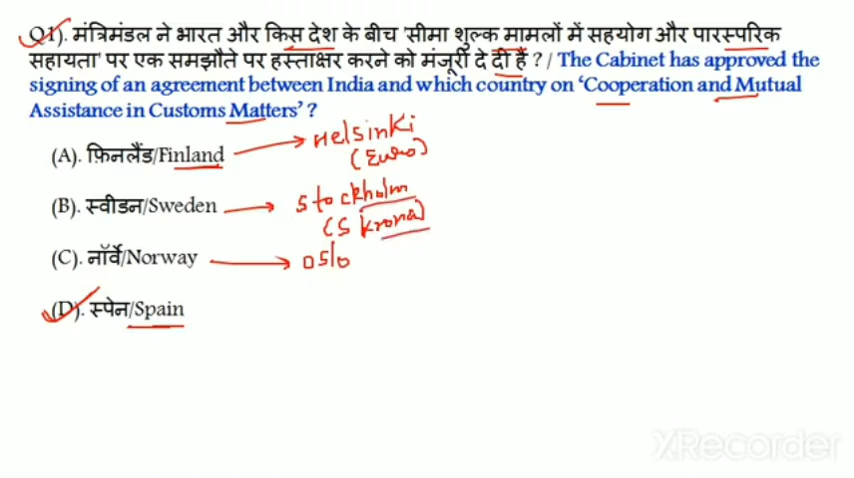 Q1). मंत्रिमंडल ने भारत और किस देश के बीच 'सीमा शुल्क मामलों में सहयोग और पारस्परिक
सहायता' पर एक समझौते पर हस्ताक्षर करने को मंजूरी दे दी है ? / The Cabinet has approved the
signing of an agreement between India and which country on ‘Cooperation and Mutual
Assistance in Customs Matters’ ?
(A). फ़िनलैंड/Finland Helsinki
(Euro)
(B). स्वीडन/Sweden Stockholm
(S krona)
(C). नॉर्वे/Norway Oslo
(D). स्पेन/Spain
XRecorder